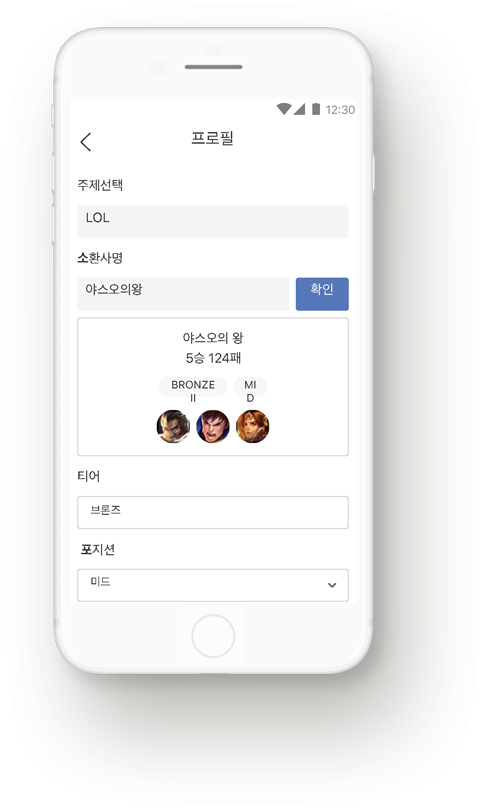 12:30
프로필
주제선택
LOL
소환사명
야스오의왕
확인
야스오의 왕
5승 124패
BRONZE
II
MI
D
티어
브론즈
포지션
미드